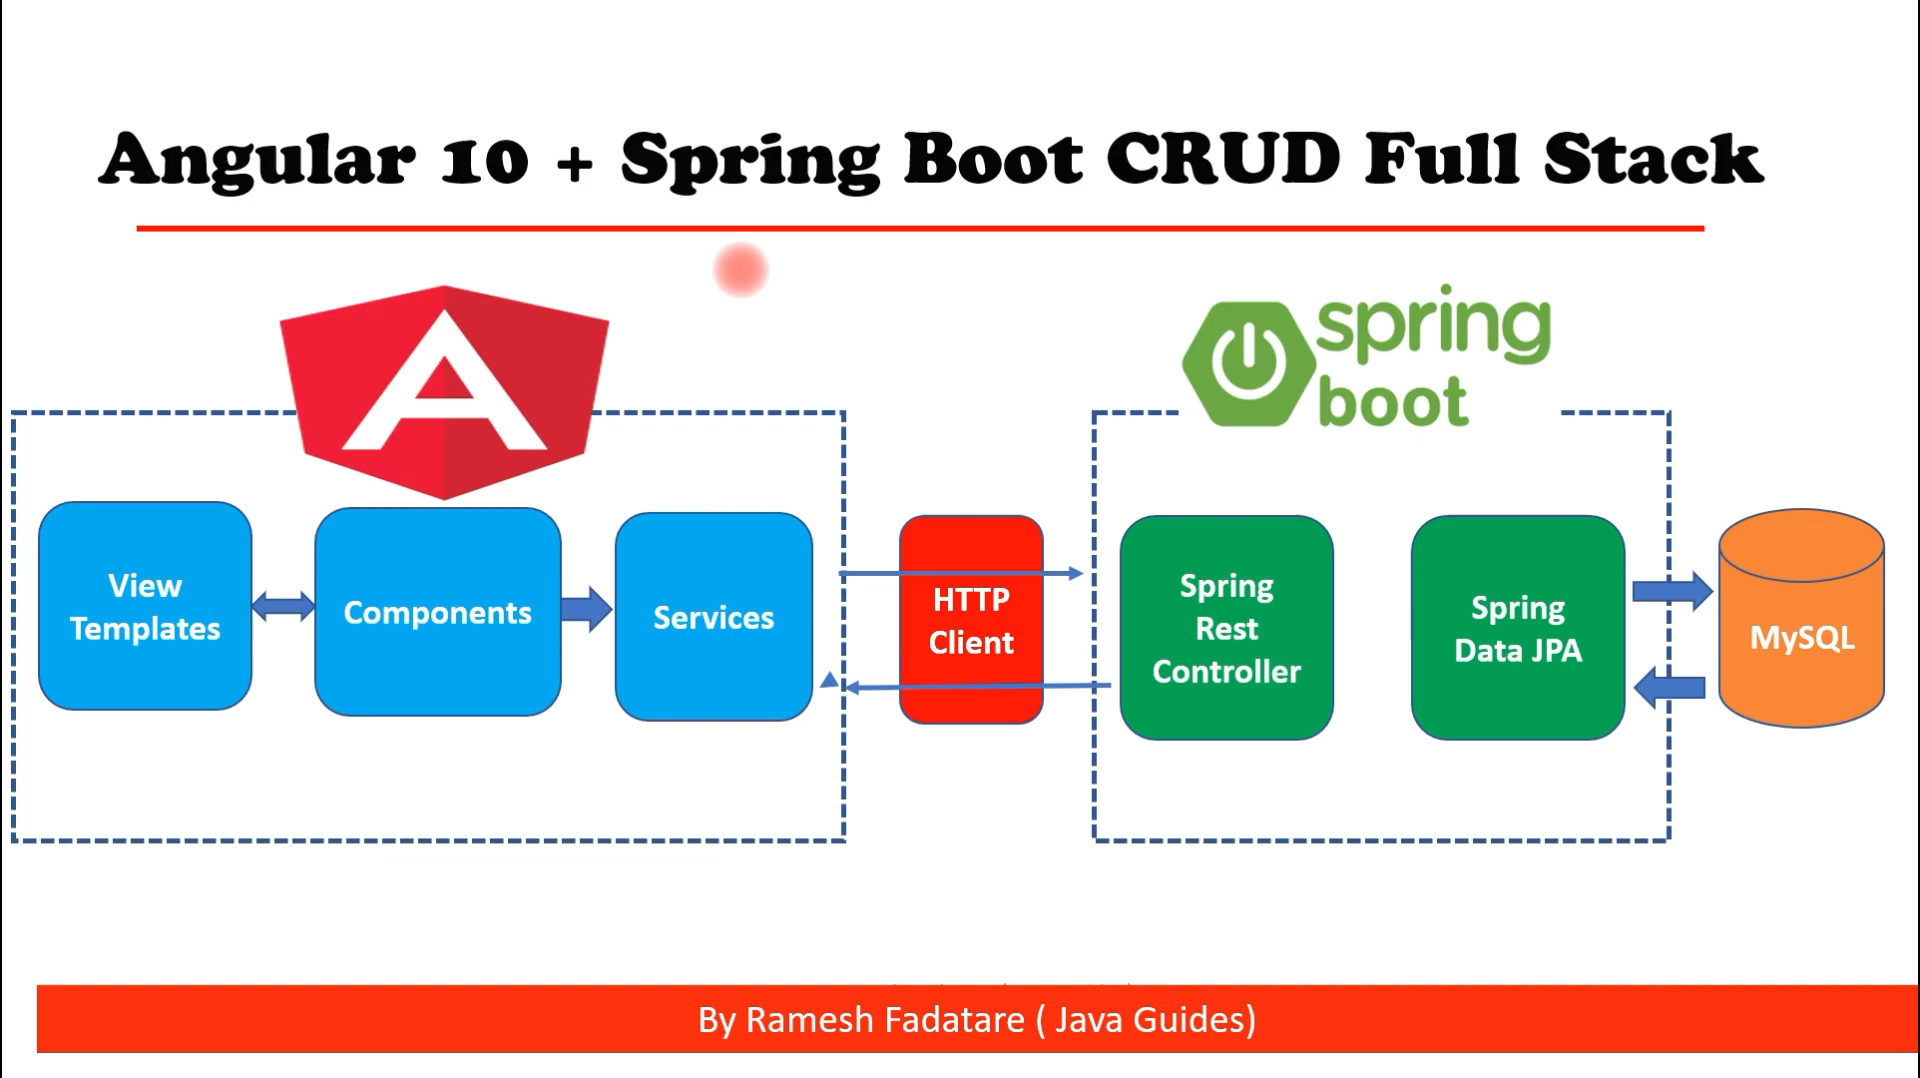 Angular 10 + Spring Boot CRUD Full Stack
spring
boot
View
Templates
Components
Services
HTTP
Client
Spring
Rest
Controller
Spring
Data JPA
MySQL
By Ramesh Fadatare ( Java Guides)